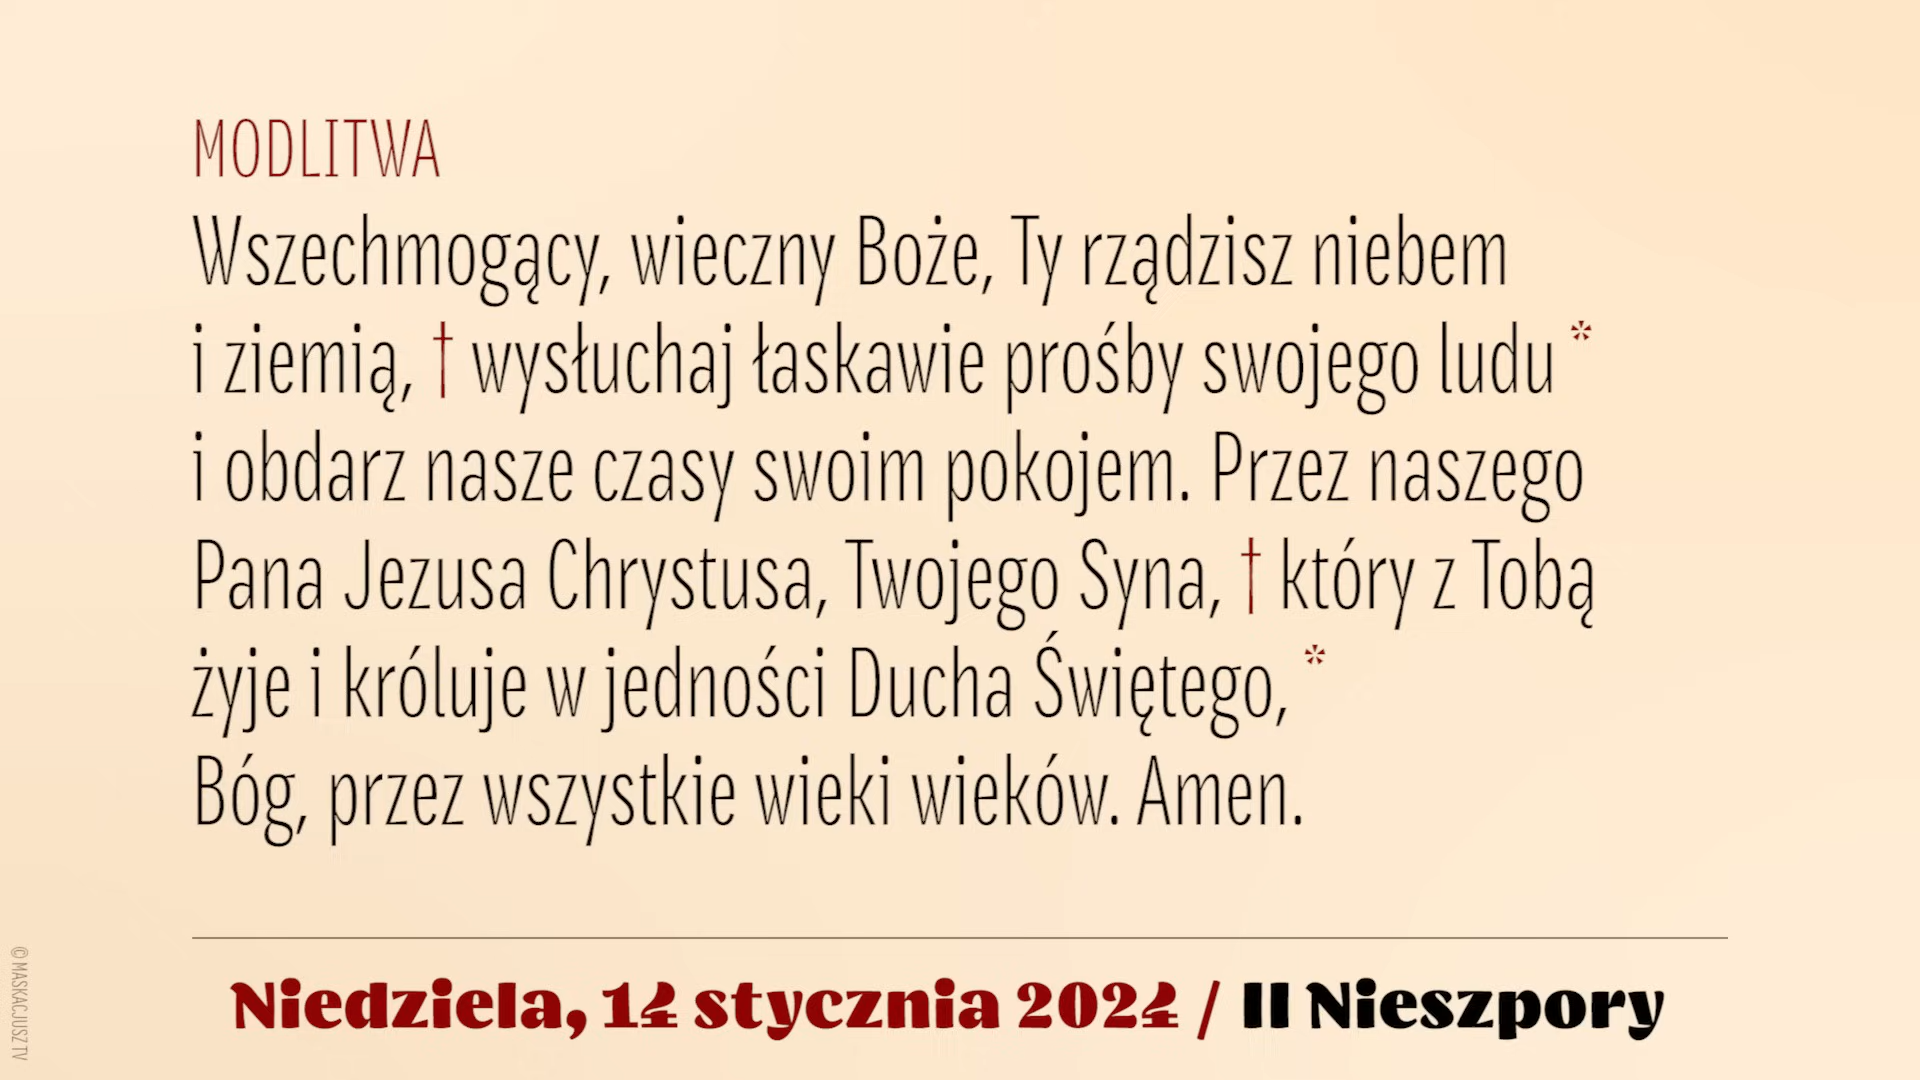 MODLITWA
Wszechmogący, wieczny Boże, Ty rządzisz niebem
i ziemią, † wysłuchaj łaskawie prośby swojego ludu *
i obdarz nasze czasy swoim pokojem. Przez naszego
Pana Jezusa Chrystusa, Twojego Syna, † który z Tobą
żyje i króluje w jedności Ducha Świętego, *
Bóg, przez wszystkie wieki wieków. Amen.
Niedziela, 14 stycznia 2024 / II Nieszpory
© MASKACJUSZ TV